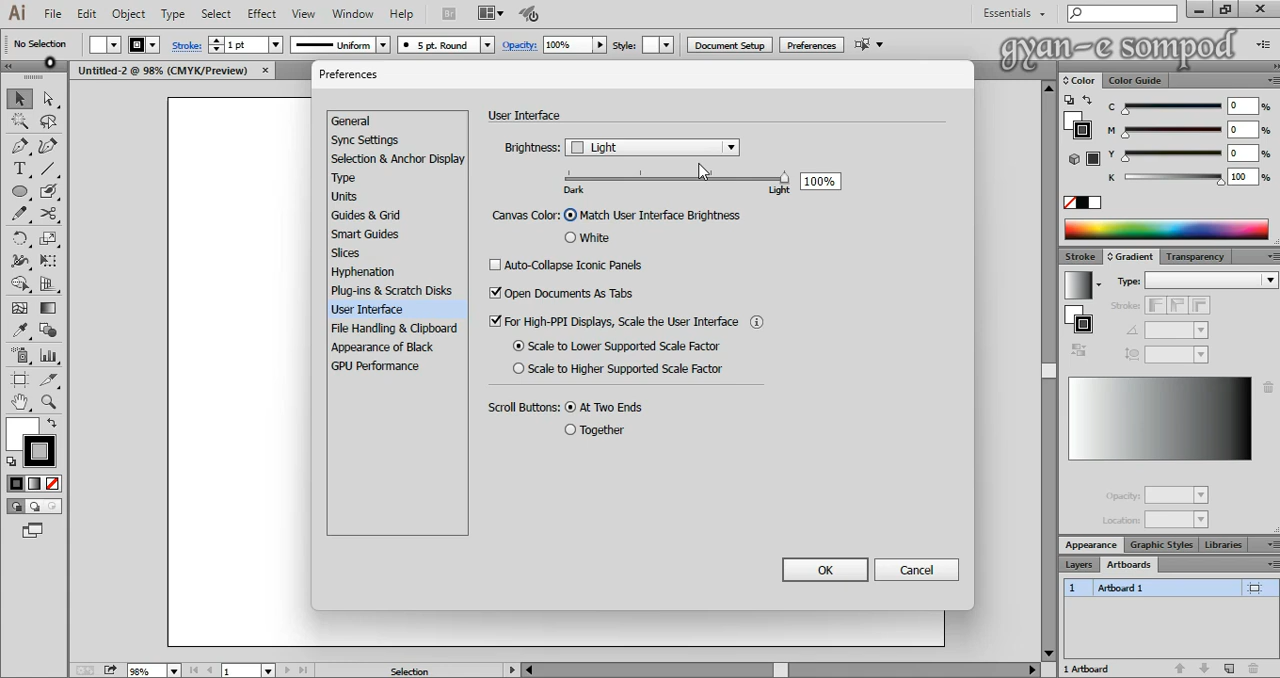 Ai File Edit Object Type Select Effect View Window Help Br Essentials
No Selection Stroke: 1 pt Uniform 5 pt. Round Opacity: 100% Style: Document Setup Preferences
gyan-e sompod
Untitled-2 @ 98% (CMYK/Preview) ×
Preferences
General
Sync Settings
Selection & Anchor Display
Type
Units
Guides & Grid
Smart Guides
Slices
Hyphenation
Plug-ins & Scratch Disks
User Interface
File Handling & Clipboard
Appearance of Black
GPU Performance
User Interface
Brightness: Light
Dark Light 100%
Canvas Color: Match User Interface Brightness
White
Auto-Collapse Iconic Panels
Open Documents As Tabs
For High-PPI Displays, Scale the User Interface
Scale to Lower Supported Scale Factor
Scale to Higher Supported Scale Factor
Scroll Buttons: At Two Ends
Together
OK Cancel
Color Color Guide
C 0 %
M 0 %
Y 0 %
K 100 %
Stroke Gradient Transparency
Type:
Stroke:
Opacity:
Location:
Appearance Graphic Styles Libraries
Layers Artboards
1 Artboard 1
1 Artboard
98% 1 Selection